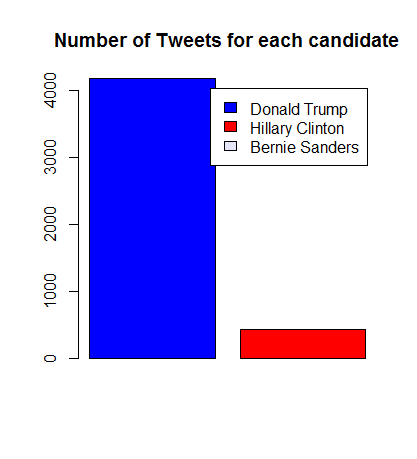 Number of Tweets for each candidate
4000
3000
2000
1000
0
Donald Trump
Hillary Clinton
Bernie Sanders